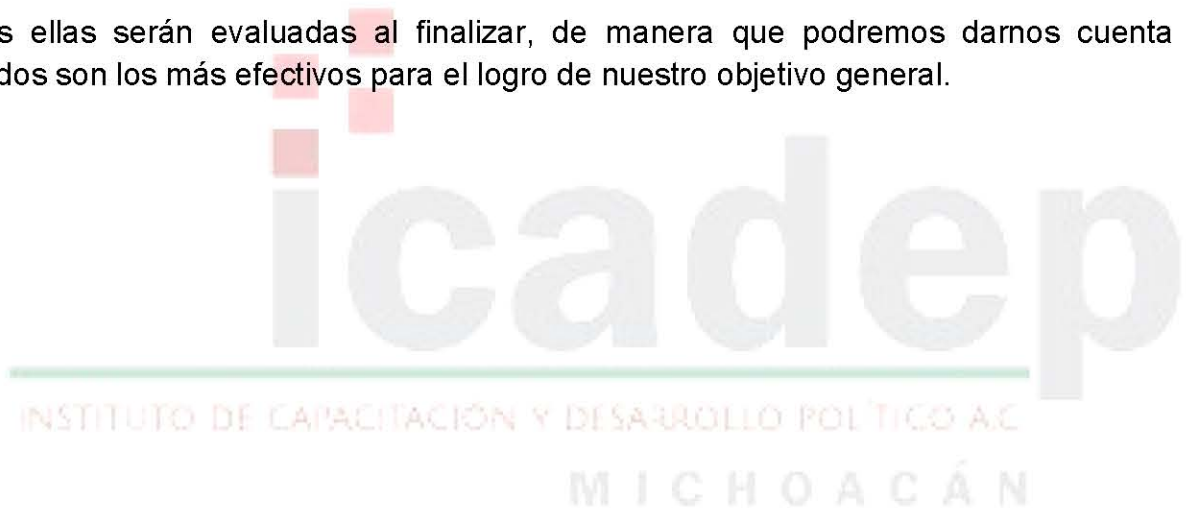 s ellas serán evaluadas al finalizar, de manera que podremos darnos cuenta
dos son los más efectivos para el logro de nuestro objetivo general.
icadep
INSTITUTO DE CAPACITACIÓN Y DESARROLLO POLÍTICO A.C.
MICHOACÁN